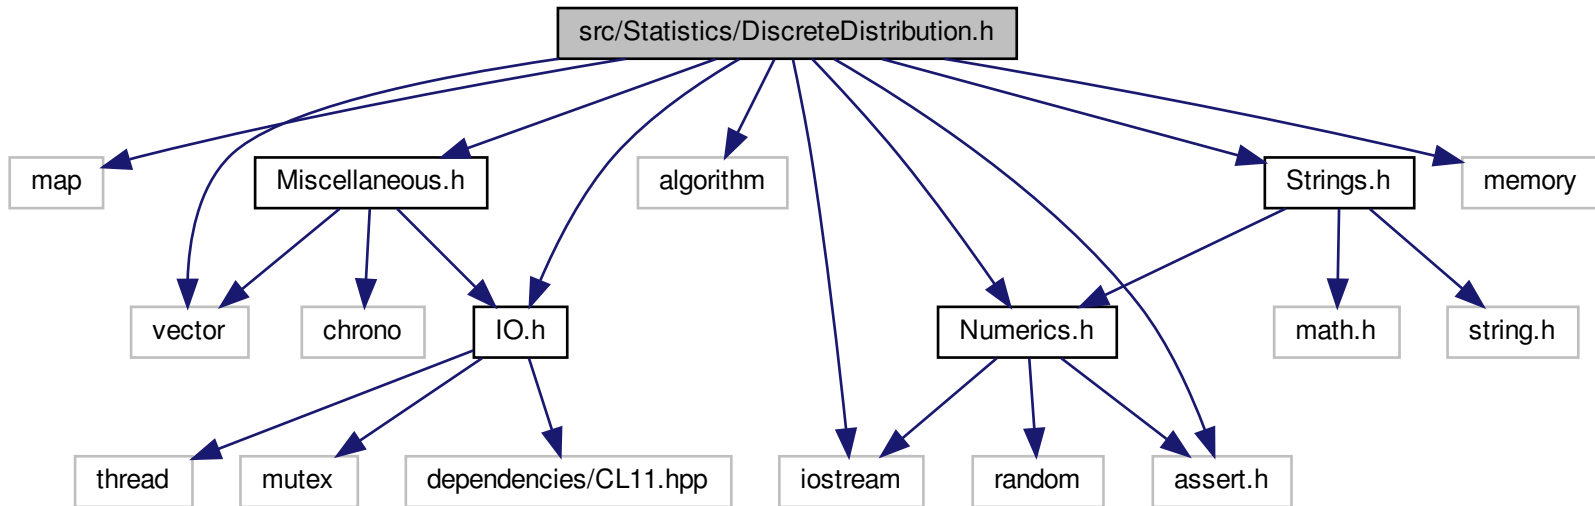 src/Statistics/DiscreteDistribution.h
map
Miscellaneous.h
algorithm
Strings.h
memory
vector
chrono
IO.h
Numerics.h
math.h
string.h
thread
mutex
dependencies/CL11.hpp
iostream
random
assert.h